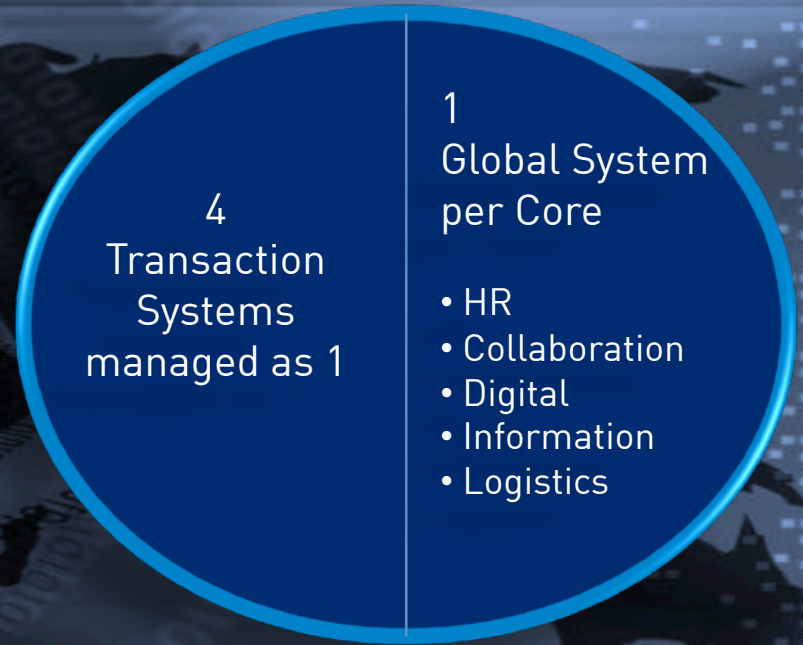 4
Transaction
Systems
managed as 1
1
Global System
per Core
• HR
• Collaboration
• Digital
• Information
• Logistics